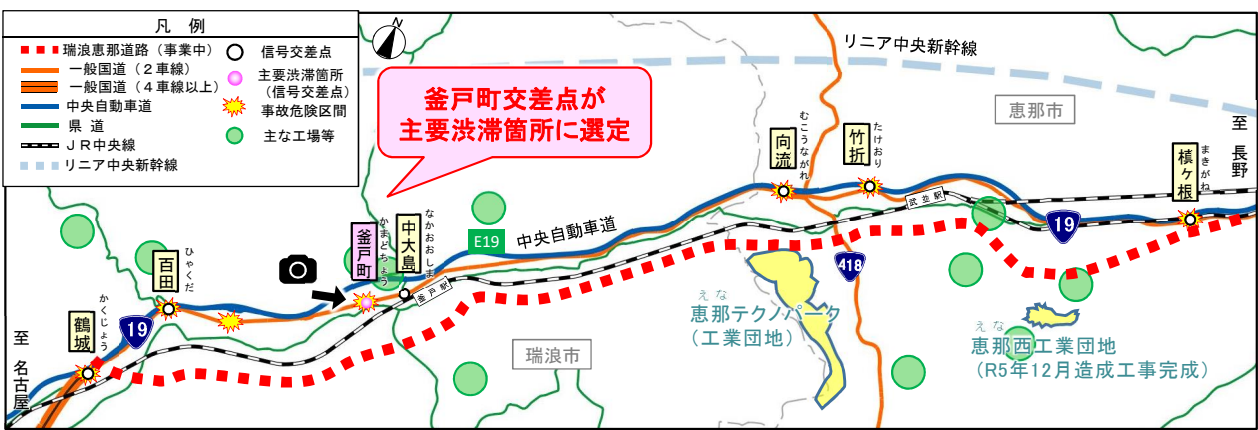 凡 例
瑞浪恵那道路（事業中）
一般国道（２車線）
一般国道（４車線以上）
中央自動車道
県 道
ＪＲ中央線
リニア中央新幹線
信号交差点
主要渋滞箇所
（信号交差点）
事故危険区間
主な工場等
N
釜戸町交差点が
主要渋滞箇所に選定
リニア中央新幹線
恵那市
至 長野
向流
むこうながれ
竹折
たけおり
槙ヶ根
まきがね
武並駅
19
中央自動車道
E19
中大島
なかおおしま
釜戸町
かまどちょう
釜戸駅
百田
ひゃくだ
鶴城
かくじょう
19
至 名古屋
瑞浪市
418
えな
恵那テクノパーク
（工業団地）
えな
恵那西工業団地
（R5年12月造成工事完成）